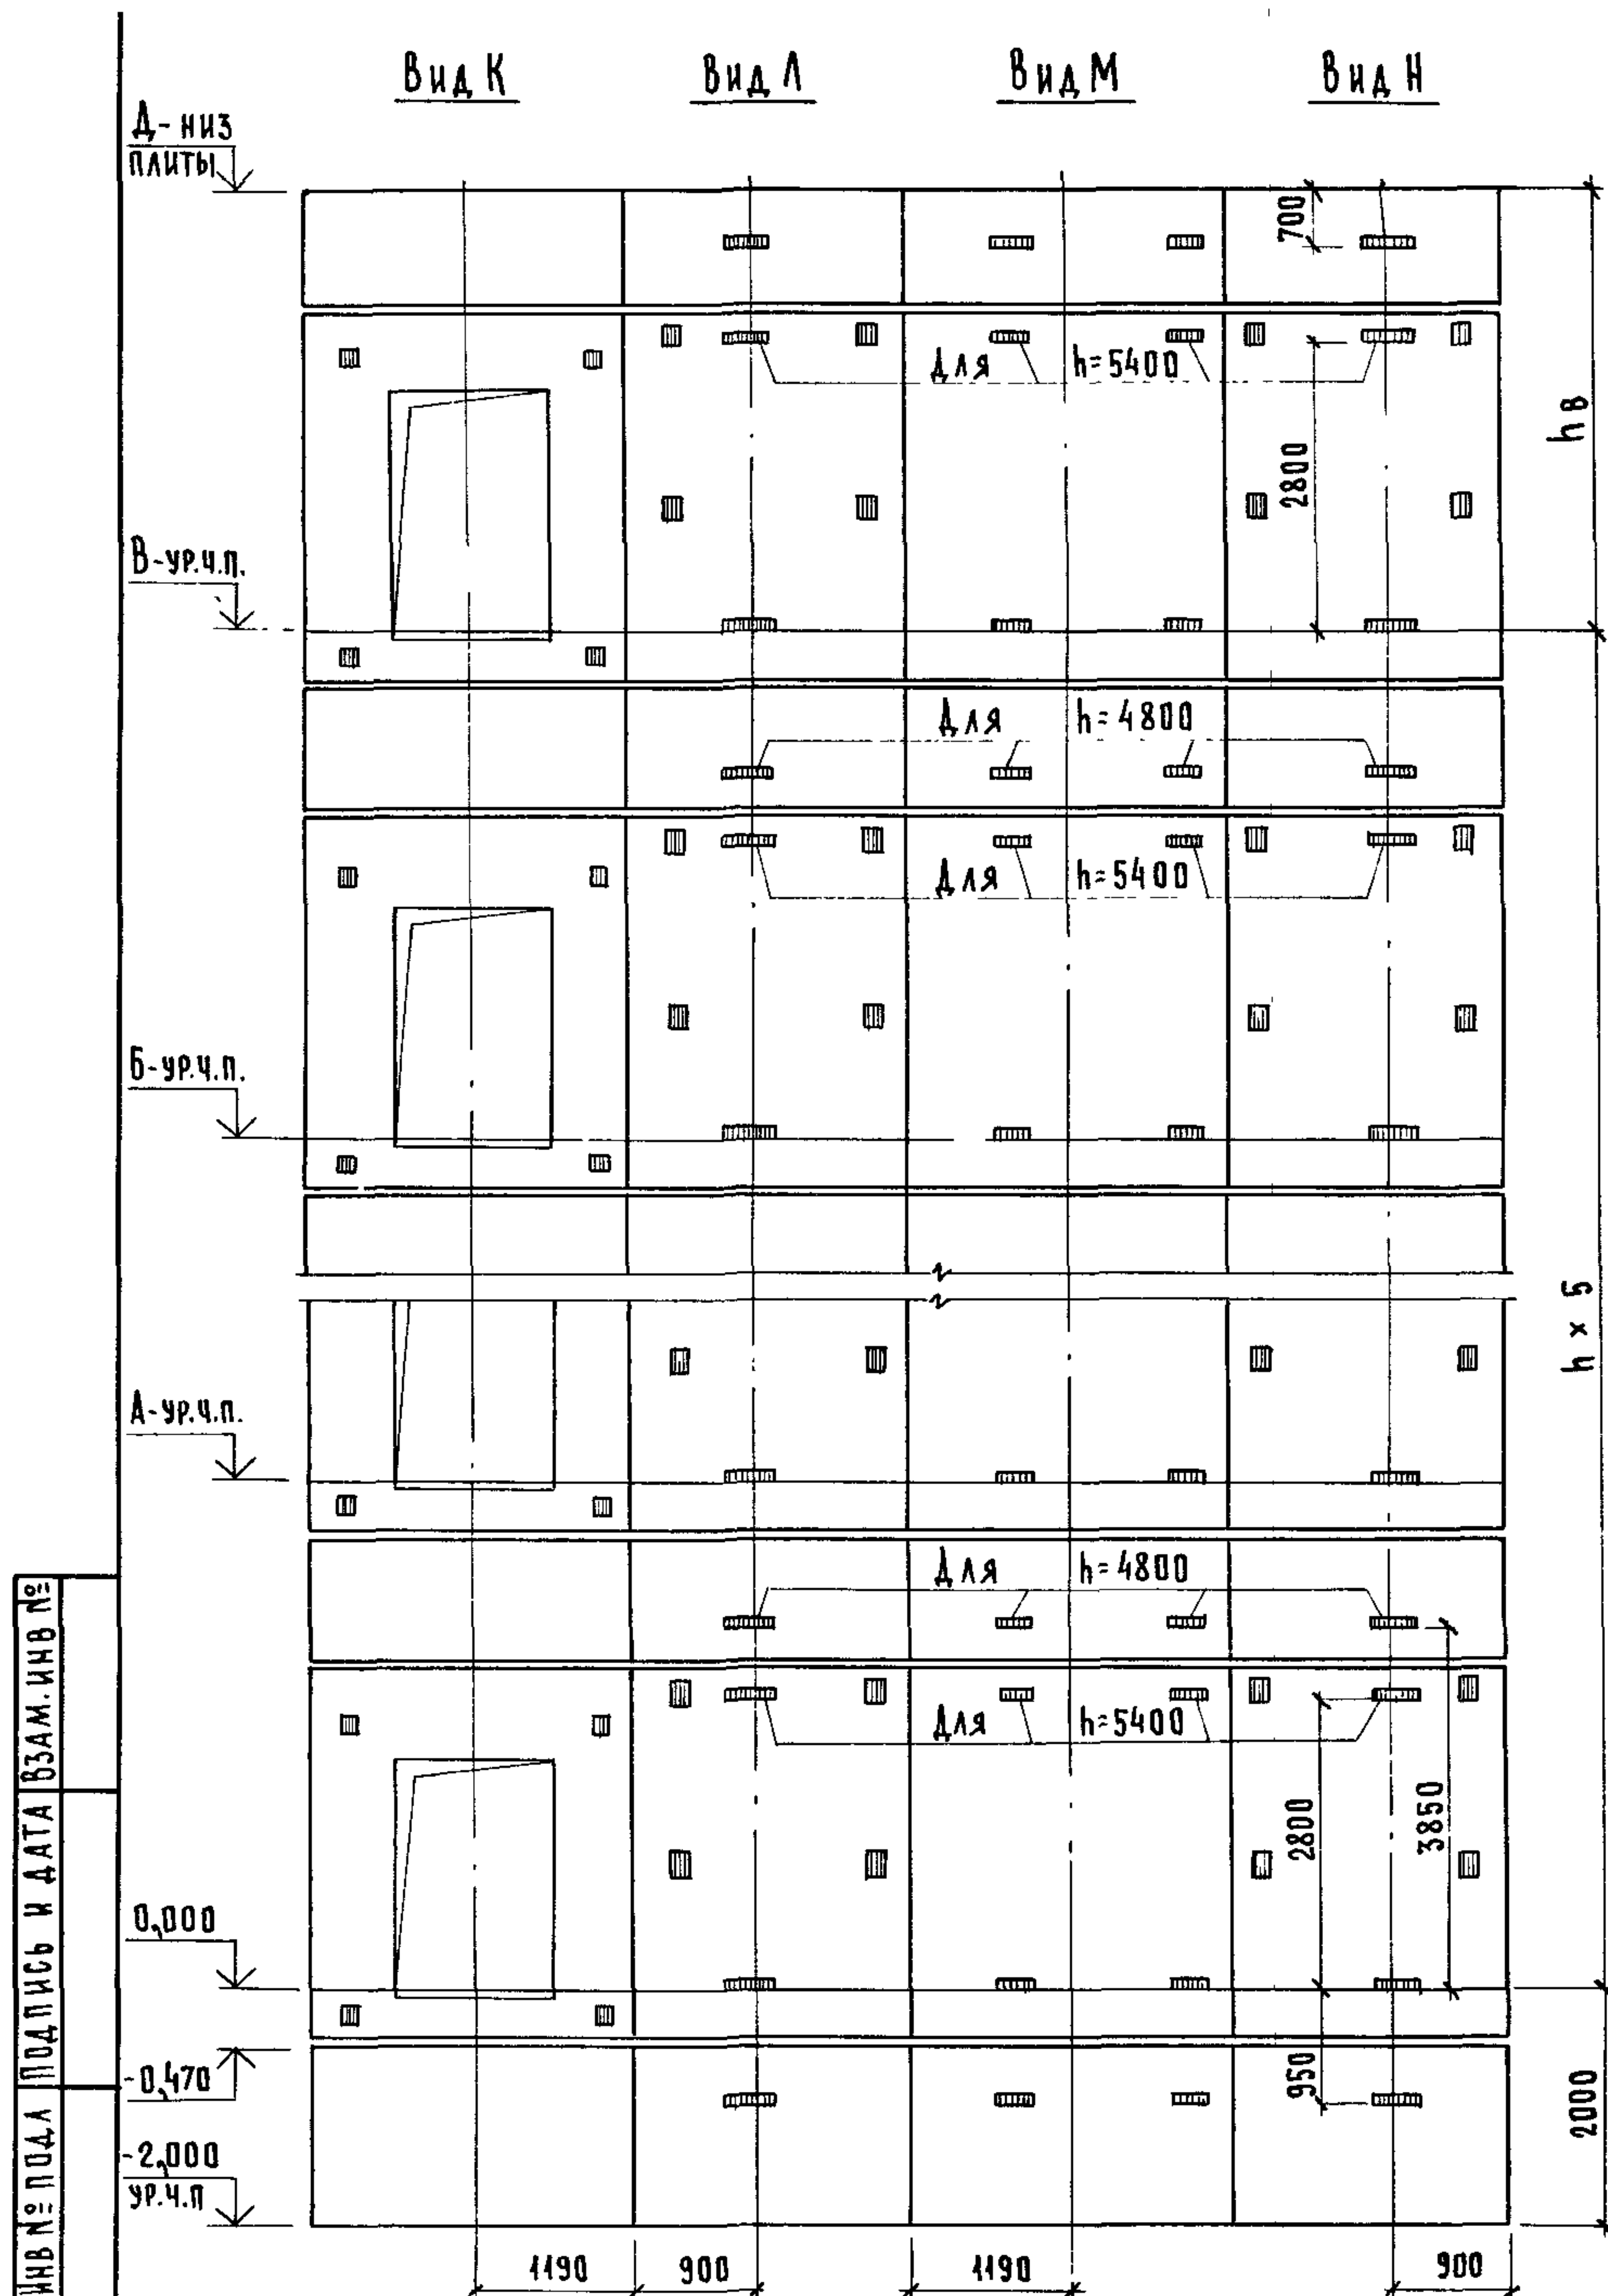 Вид К
Вид Л
Вид М
Вид Н
Д-низ
плиты
700
Для h=5400
hв
2800
В-ур.ч.п.
Для h=4800
Для h=5400
Б-ур.ч.п.
h x 5
А-ур.ч.п.
Для h=4800
Для h=5400
2800
3850
0,000
950
-0,470
2000
-2,000
ур.ч.п
1190
900
1190
900
Взам. инв №
Подпись и дата
Инв № подл